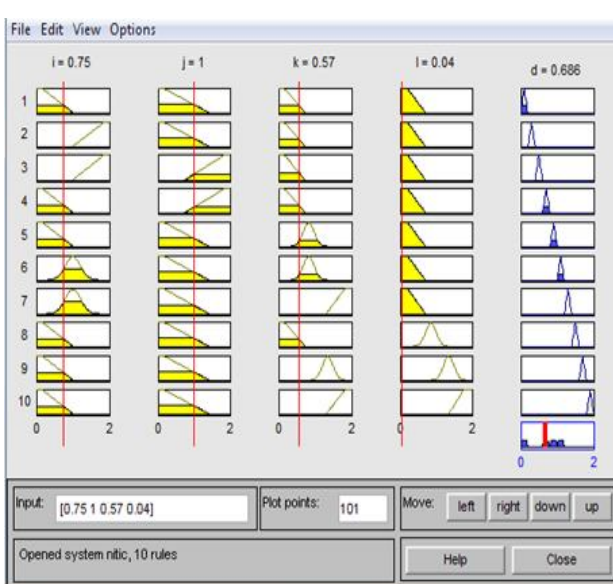 File Edit View Options
i = 0.75 j = 1 k = 0.57 l = 0.04 d = 0.686
1
2
3
4
5
6
7
8
9
10
0 2 0 2 0 2 0 2
0 2
Input: [0.75 1 0.57 0.04] Plot points: 101 Move: left right down up
Opened system nitic, 10 rules Help Close